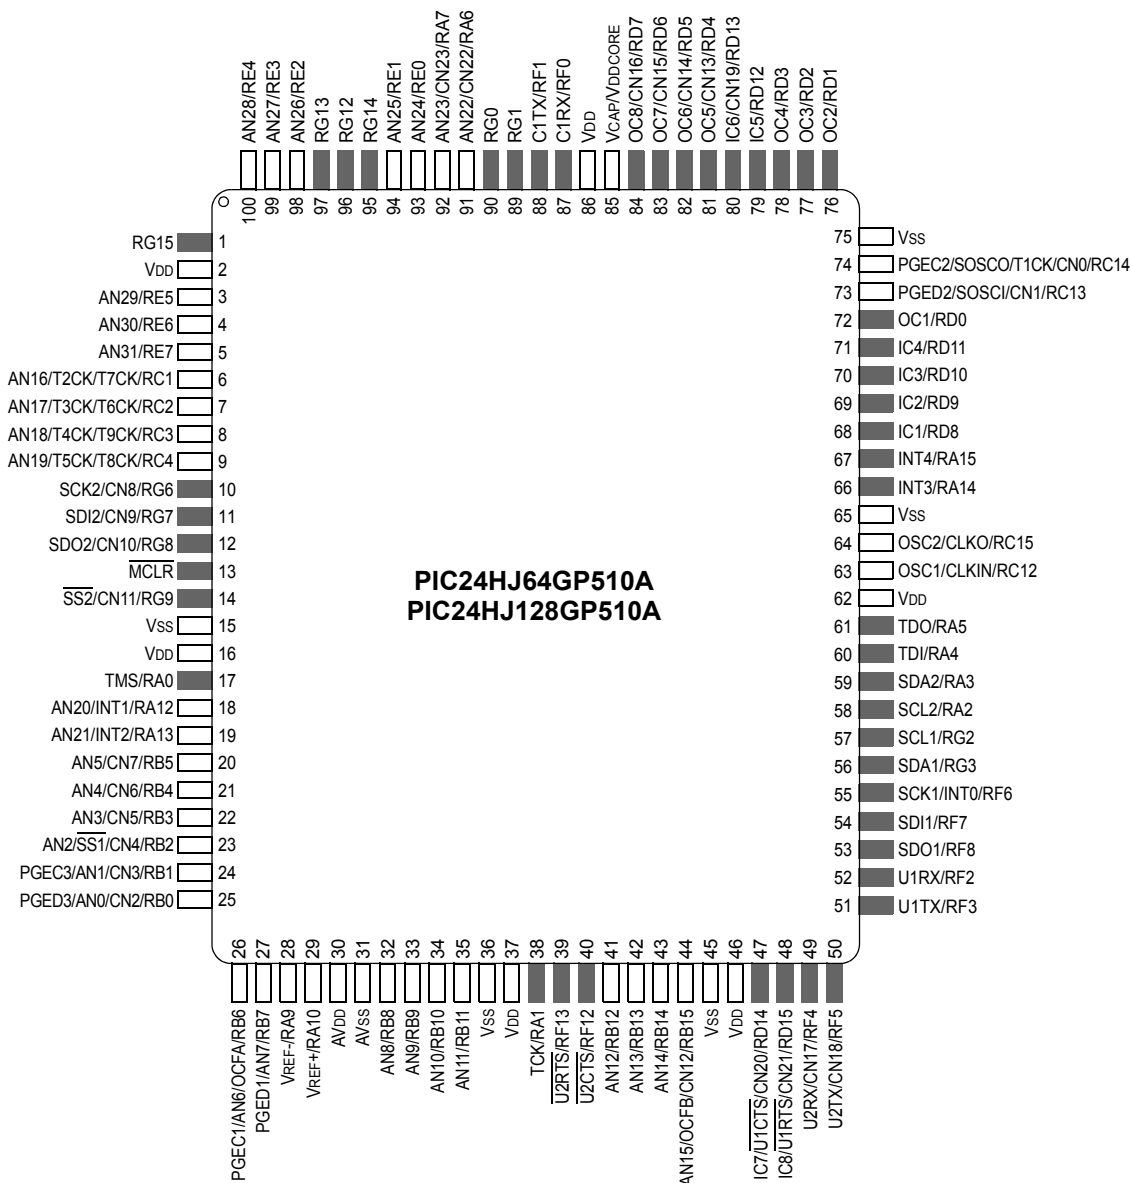 AN28/RE4
AN27/RE3
AN26/RE2
RG13
RG12
RG14
AN25/RE1
AN24/RE0
AN23/CN23/RA7
AN22/CN22/RA6
RG0
RG1
C1TX/RF1
C1RX/RF0
VDD
VCAP/VDDCORE
OC8/CN16/RD7
OC7/CN15/RD6
OC6/CN14/RD5
OC5/CN13/RD4
IC6/CN19/RD13
IC5/RD12
OC4/RD3
OC3/RD2
OC2/RD1
100
99
98
97
96
95
94
93
92
91
90
89
88
87
86
85
84
83
82
81
80
79
78
77
76
RG15 1
VDD 2
AN29/RE5 3
AN30/RE6 4
AN31/RE7 5
AN16/T2CK/T7CK/RC1 6
AN17/T3CK/T6CK/RC2 7
AN18/T4CK/T9CK/RC3 8
AN19/T5CK/T8CK/RC4 9
SCK2/CN8/RG6 10
SDI2/CN9/RG7 11
SDO2/CN10/RG8 12
MCLR 13
SS2/CN11/RG9 14
VSS 15
VDD 16
TMS/RA0 17
AN20/INT1/RA12 18
AN21/INT2/RA13 19
AN5/CN7/RB5 20
AN4/CN6/RB4 21
AN3/CN5/RB3 22
AN2/SS1/CN4/RB2 23
PGEC3/AN1/CN3/RB1 24
PGED3/AN0/CN2/RB0 25
PIC24HJ64GP510A
PIC24HJ128GP510A
75 VSS
74 PGEC2/SOSCO/T1CK/CN0/RC14
73 PGED2/SOSCI/CN1/RC13
72 OC1/RD0
71 IC4/RD11
70 IC3/RD10
69 IC2/RD9
68 IC1/RD8
67 INT4/RA15
66 INT3/RA14
65 VSS
64 OSC2/CLKO/RC15
63 OSC1/CLKIN/RC12
62 VDD
61 TDO/RA5
60 TDI/RA4
59 SDA2/RA3
58 SCL2/RA2
57 SCL1/RG2
56 SDA1/RG3
55 SCK1/INT0/RF6
54 SDI1/RF7
53 SDO1/RF8
52 U1RX/RF2
51 U1TX/RF3
26
27
28
29
30
31
32
33
34
35
36
37
38
39
40
41
42
43
44
45
46
47
48
49
50
PGEC1/AN6/OCFA/RB6
PGED1/AN7/RB7
VREF-/RA9
VREF+/RA10
AVDD
AVSS
AN8/RB8
AN9/RB9
AN10/RB10
AN11/RB11
VSS
VDD
TCK/RA1
U2RTS/RF13
U2CTS/RF12
AN12/RB12
AN13/RB13
AN14/RB14
AN15/OCFB/CN12/RB15
VSS
VDD
IC7/U1CTS/CN20/RD14
IC8/U1RTS/CN21/RD15
U2RX/CN17/RF4
U2TX/CN18/RF5